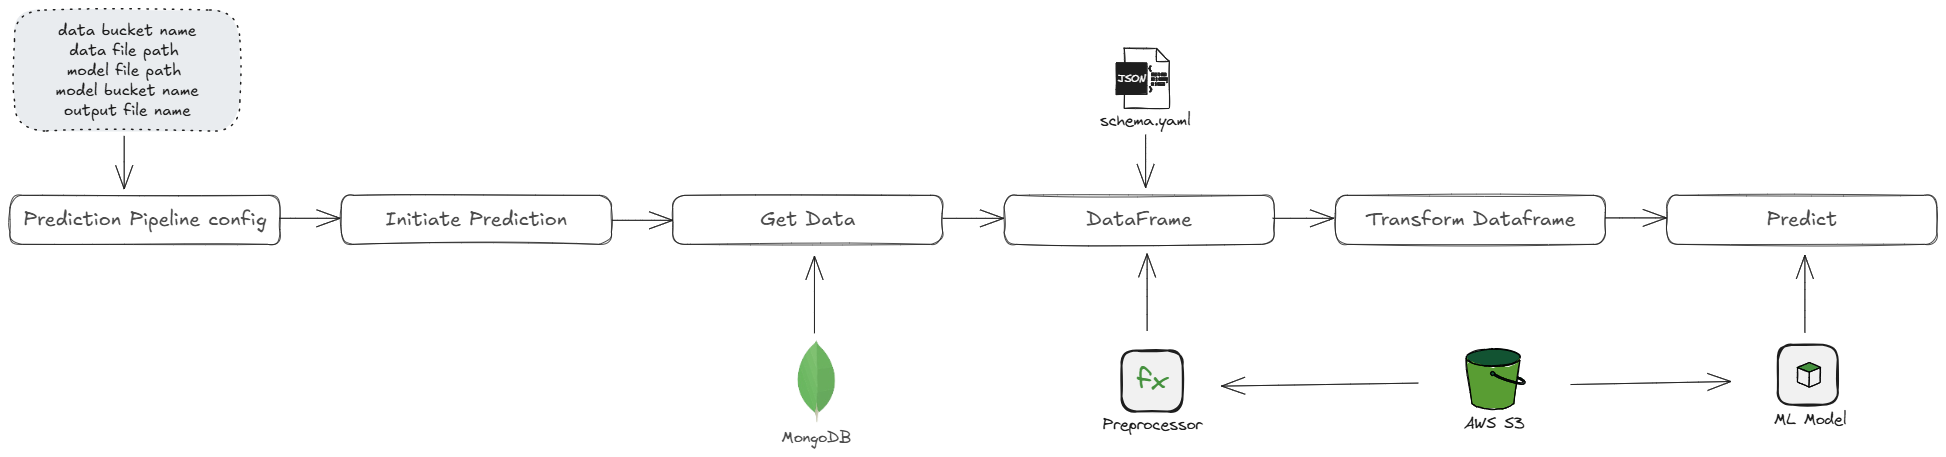 data bucket name
data file path
model file path
model bucket name
output file name
JSON
schema.yaml
Prediction Pipeline config
Initiate Prediction
Get Data
DataFrame
Transform Dataframe
Predict
fx
MongoDB
Preprocessor
AWS S3
ML Model